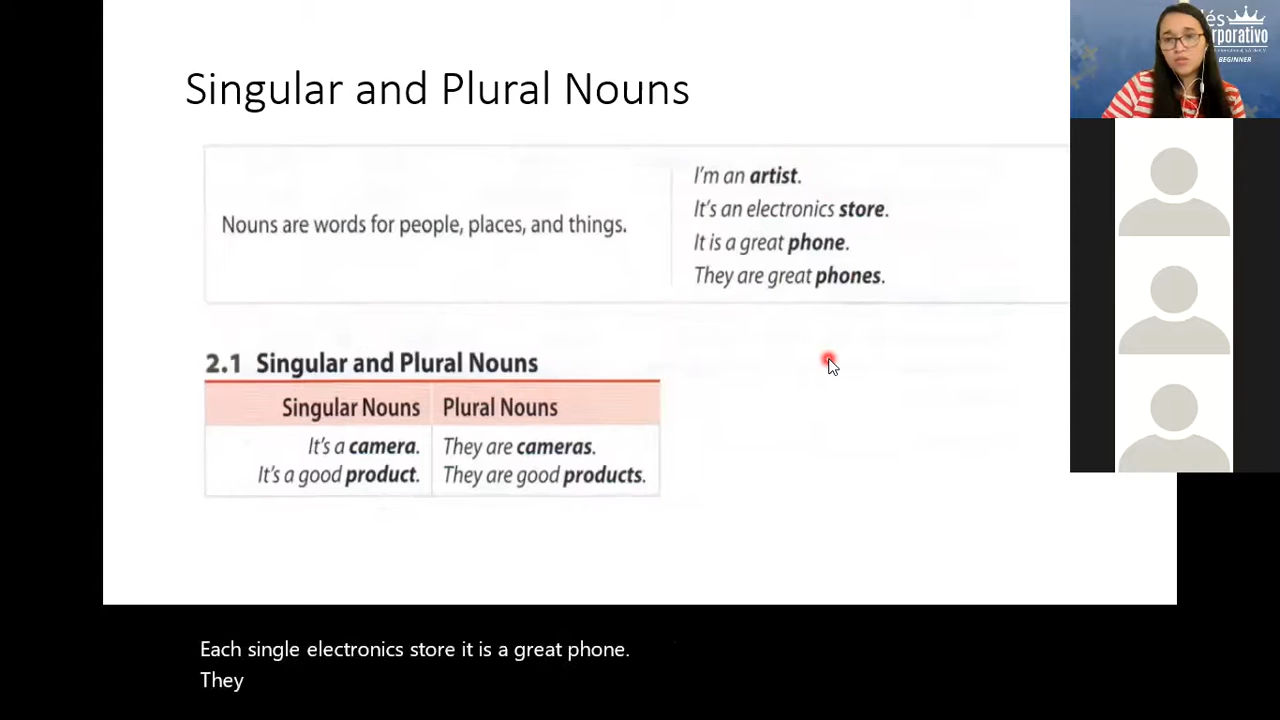 Singular and Plural Nouns
Nouns are words for people, places, and things.
I'm an artist.
It's an electronics store.
It is a great phone.
They are great phones.
2.1 Singular and Plural Nouns
Singular Nouns Plural Nouns
It's a camera. They are cameras.
It's a good product. They are good products.
és
rporativo
BEGINNER
Each single electronics store it is a great phone.
They